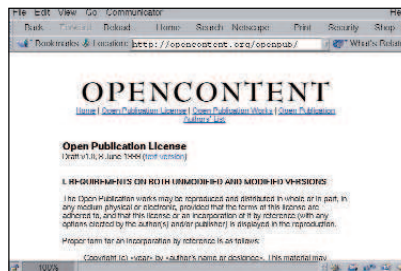 File Edit View Go Communicator He
Back Forward Reload Home Search Netscape Print Security Shop
Bookmarks Location: http://opencontent.org/openpub/ What's Relat
OPENCONTENT
Home | Open Publication License | Open Publication Works | Open Publication
Authors' List
Open Publication License
Draft v1.0, 8 June 1999 (text version)
I. REQUIREMENTS ON BOTH UNMODIFIED AND MODIFIED VERSIONS
The Open Publication works may be reproduced and distributed in whole or in part, in
any medium physical or electronic, provided that the terms of this license are
adhered to, and that this license or an incorporation of it by reference (with any
options elected by the author(s) and/or publisher) is displayed in the reproduction.
Proper form for an incorporation by reference is as follows:
Copyright (c) <year> by <author's name or designee>. This material may
100%